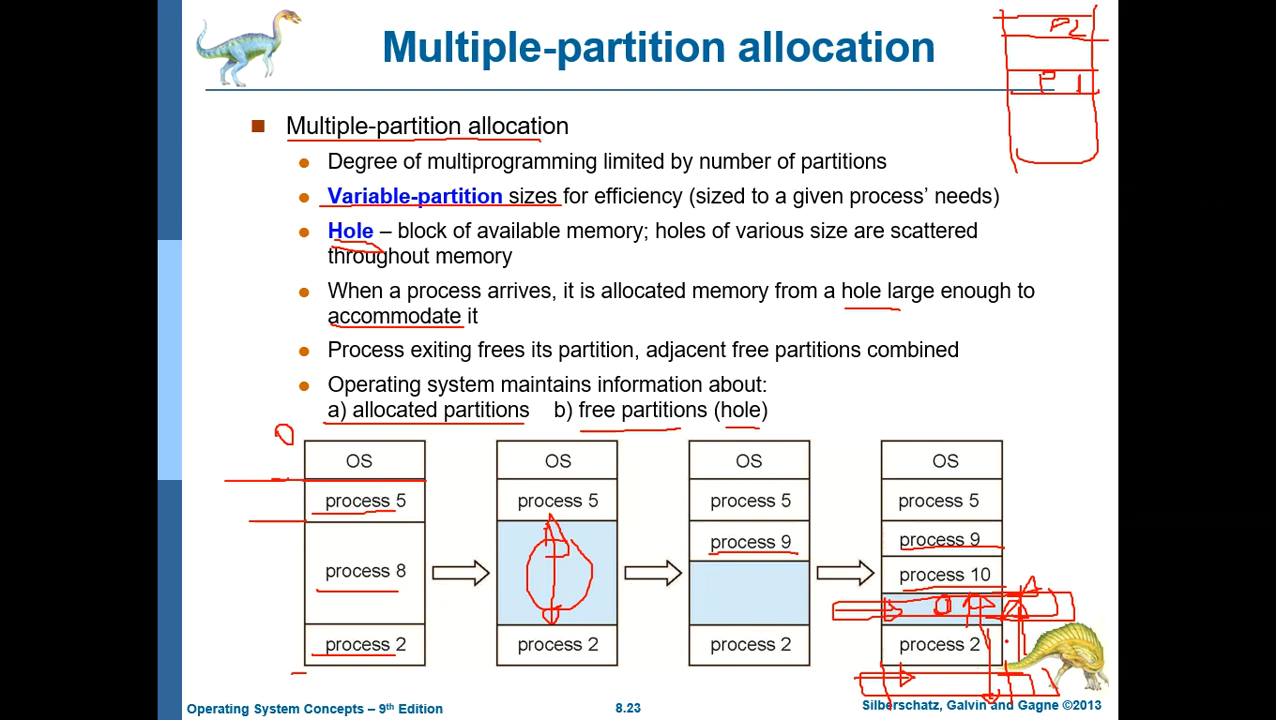 Multiple-partition allocation
P2
P1
Multiple-partition allocation
Degree of multiprogramming limited by number of partitions
Variable-partition sizes for efficiency (sized to a given process’ needs)
Hole – block of available memory; holes of various size are scattered
throughout memory
When a process arrives, it is allocated memory from a hole large enough to
accommodate it
Process exiting frees its partition, adjacent free partitions combined
Operating system maintains information about:
a) allocated partitions b) free partitions (hole)
0
OS
process 5
process 8
process 2
OS
process 5
process 2
OS
process 5
process 9
process 2
OS
process 5
process 9
process 10
process 2
Operating System Concepts – 9th Edition
8.23
Silberschatz, Galvin and Gagne ©2013